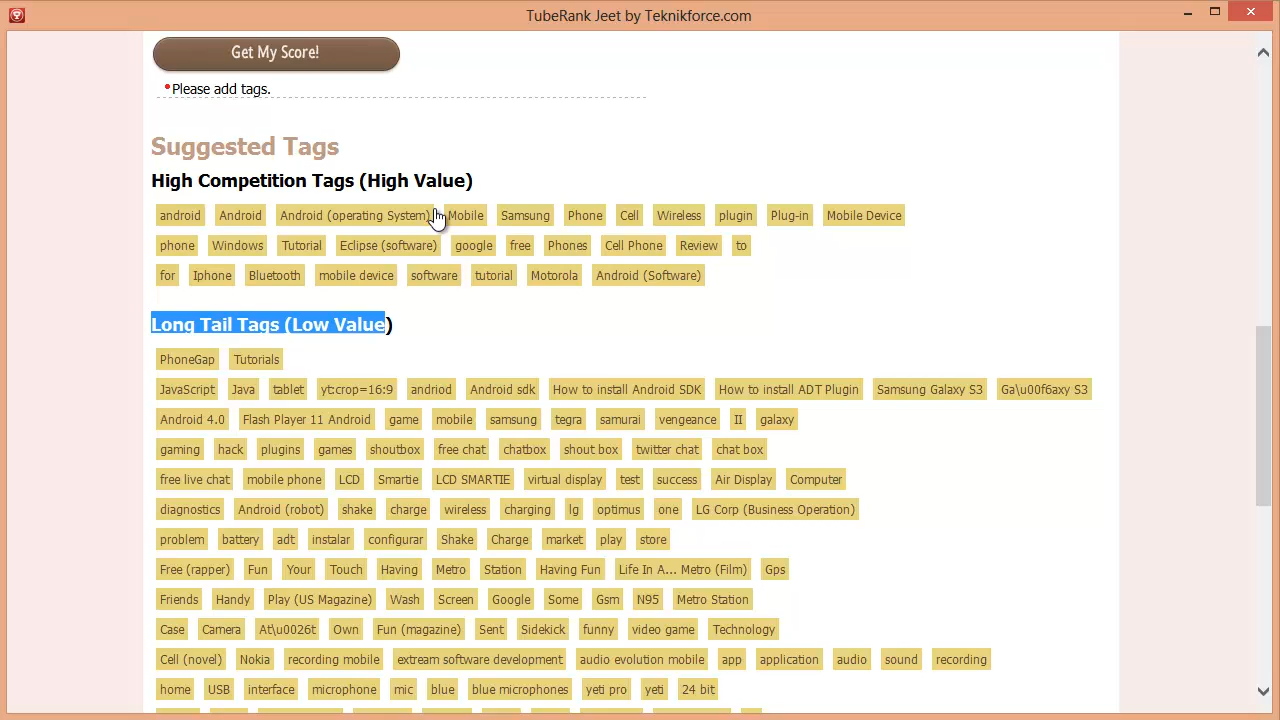 TubeRank Jeet by Teknikforce.com
Get My Score!
•Please add tags.
Suggested Tags
High Competition Tags (High Value)
android Android Android (operating System) Mobile Samsung Phone Cell Wireless plugin Plug-in Mobile Device
phone Windows Tutorial Eclipse (software) google free Phones Cell Phone Review to
for Iphone Bluetooth mobile device software tutorial Motorola Android (Software)
Long Tail Tags (Low Value)
PhoneGap Tutorials
JavaScript Java tablet yt:crop=16:9 andriod Android sdk How to install Android SDK How to install ADT Plugin Samsung Galaxy S3 Ga\u00f6axy S3
Android 4.0 Flash Player 11 Android game mobile samsung tegra samurai vengeance II galaxy
gaming hack plugins games shoutbox free chat chatbox shout box twitter chat chat box
free live chat mobile phone LCD Smartie LCD SMARTIE virtual display test success Air Display Computer
diagnostics Android (robot) shake charge wireless charging lg optimus one LG Corp (Business Operation)
problem battery adt instalar configurar Shake Charge market play store
Free (rapper) Fun Your Touch Having Metro Station Having Fun Life In A... Metro (Film) Gps
Friends Handy Play (US Magazine) Wash Screen Google Some Gsm N95 Metro Station
Case Camera At\u0026t Own Fun (magazine) Sent Sidekick funny video game Technology
Cell (novel) Nokia recording mobile extream software development audio evolution mobile app application audio sound recording
home USB interface microphone mic blue blue microphones yeti pro yeti 24 bit